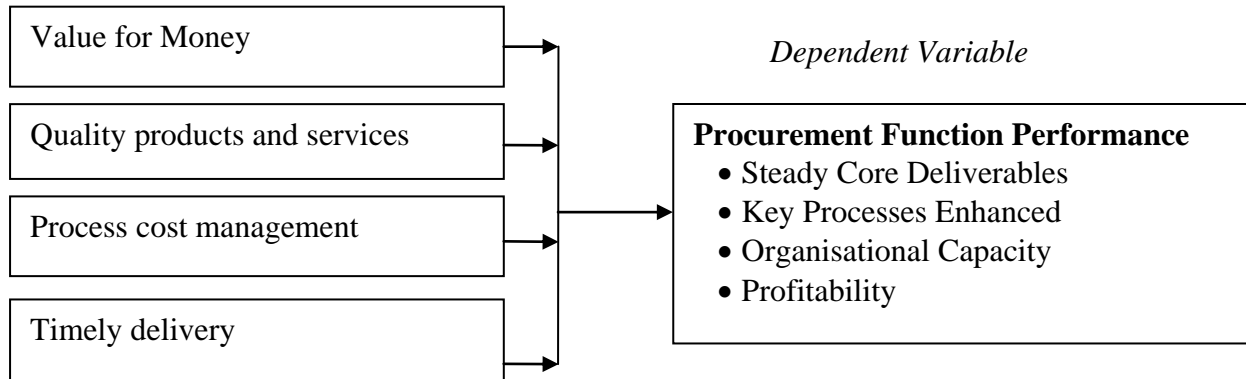 Value for Money
Quality products and services
Process cost management
Timely delivery
Dependent Variable
Procurement Function Performance
• Steady Core Deliverables
• Key Processes Enhanced
• Organisational Capacity
• Profitability